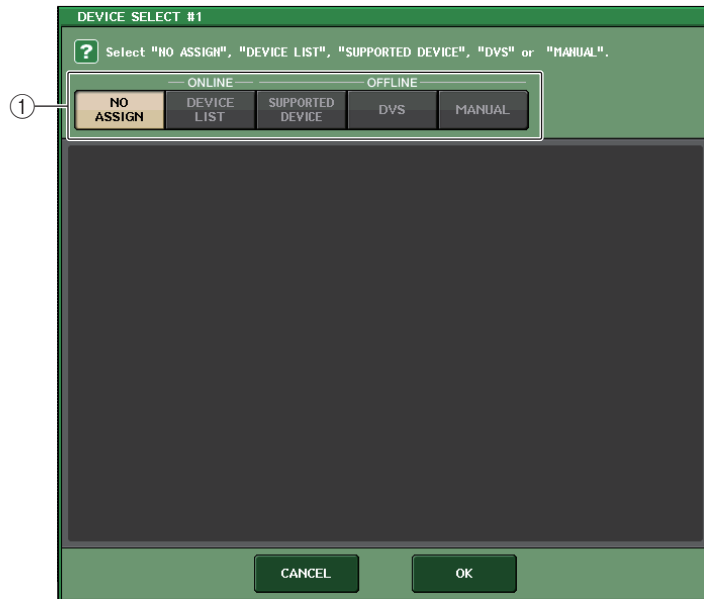 DEVICE SELECT #1
? Select "NO ASSIGN", "DEVICE LIST", "SUPPORTED DEVICE", "DVS" or "MANUAL".
ONLINE OFFLINE
1
NO ASSIGN
DEVICE LIST
SUPPORTED DEVICE
DVS
MANUAL
CANCEL OK